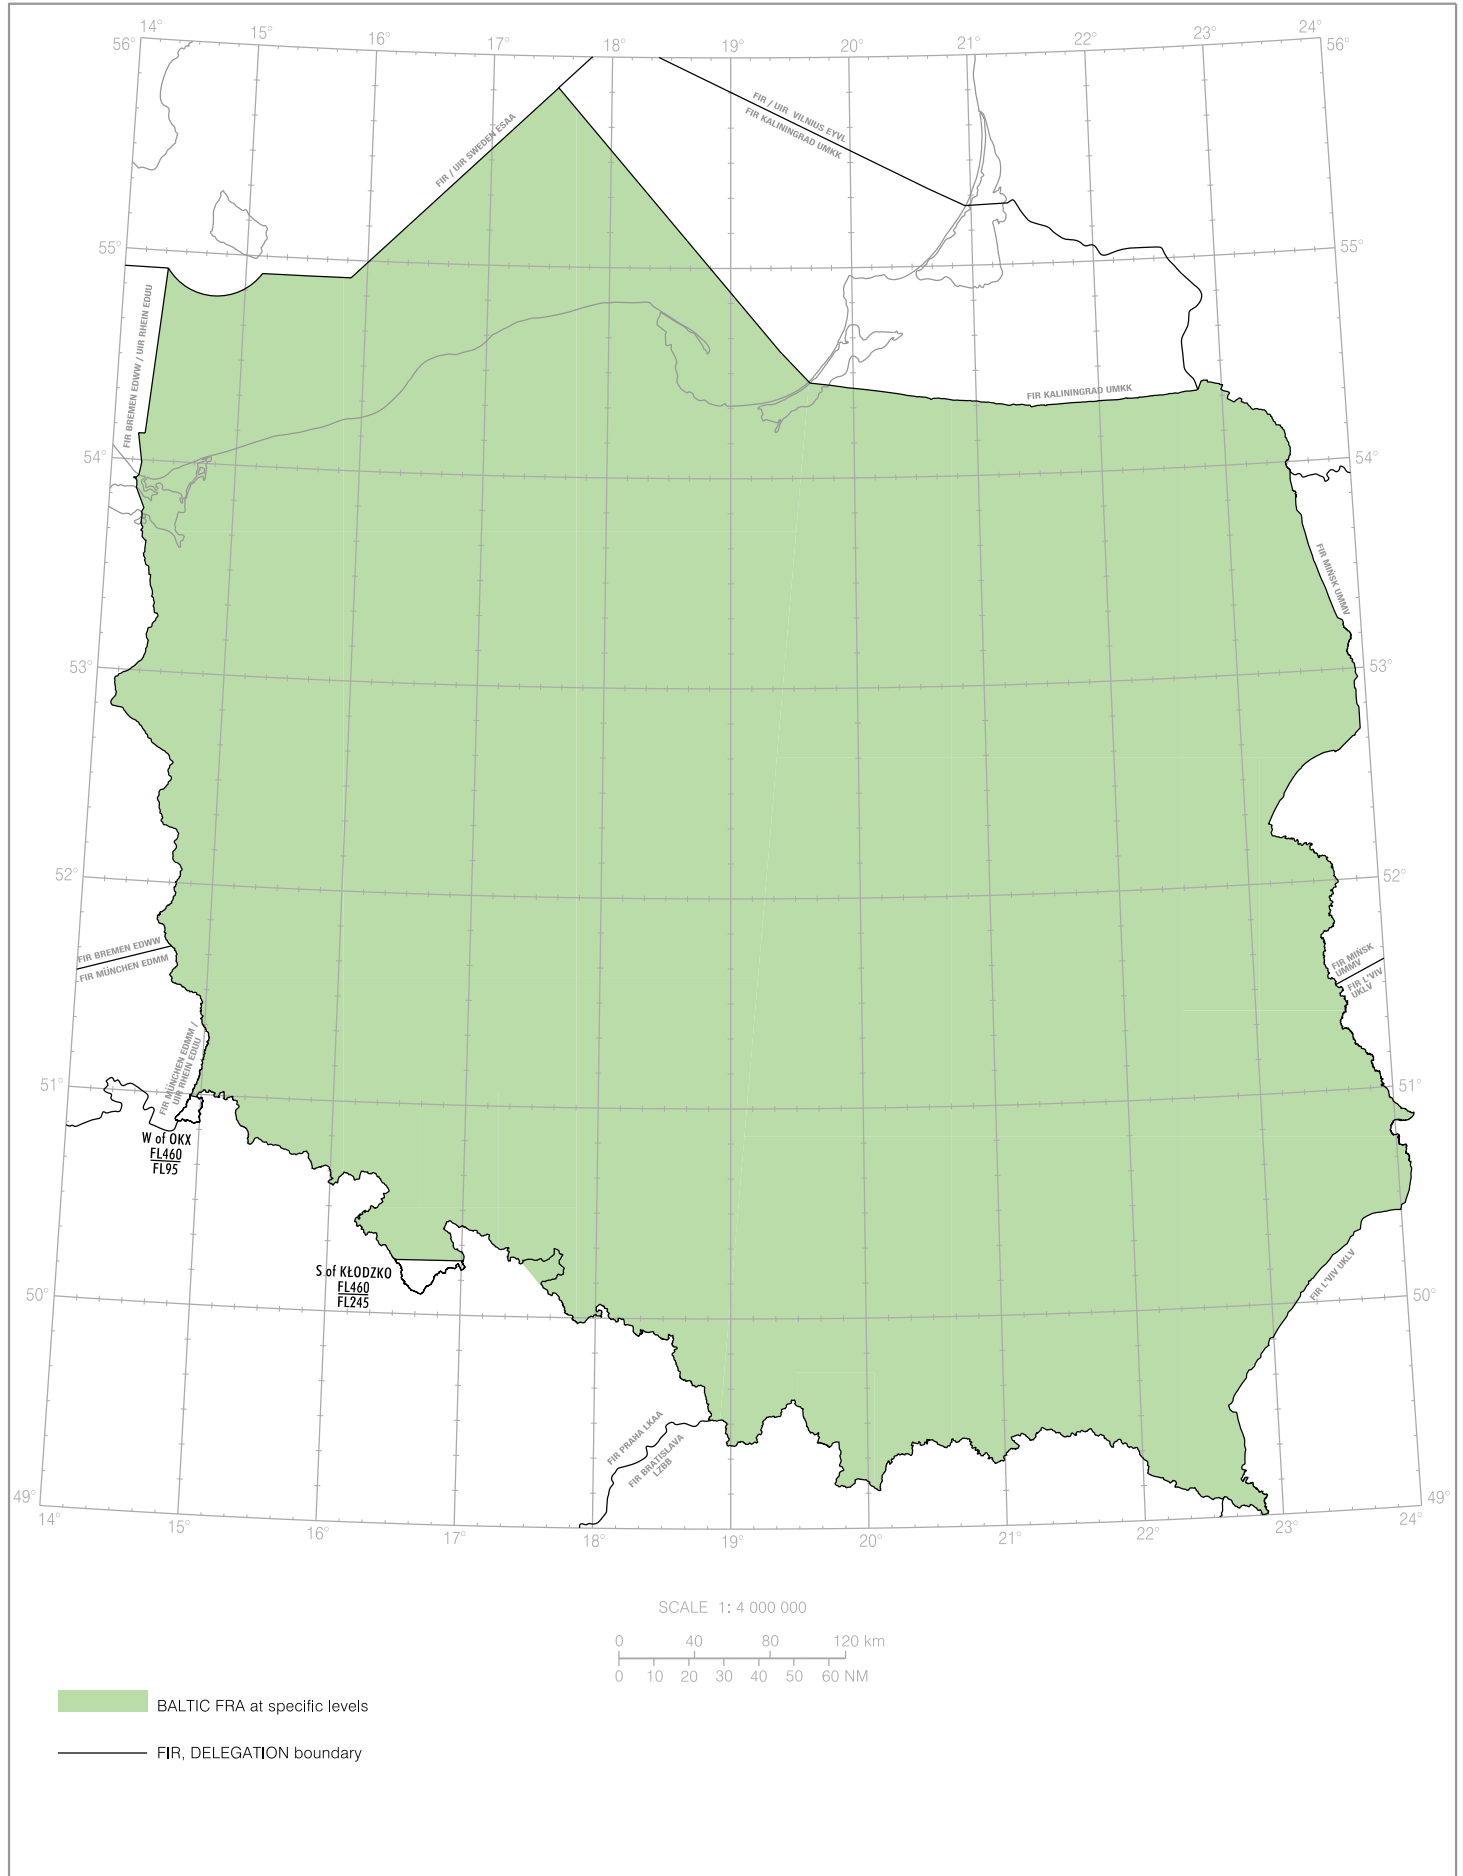 14°
15°
16°
17°
18°
19°
20°
21°
22°
23°
24°
56°
56°
FIR / UIR SWEDEN ESAA
FIR / UIR VILNIUS EYVL
FIR KALININGRAD UMKK
55°
55°
FIR BREMEN EDWW / UIR RHEIN EDUU
FIR KALININGRAD UMKK
54°
54°
FIR MIŃSK UMMV
53°
53°
52°
52°
FIR BREMEN EDWW
FIR MÜNCHEN EDMM
FIR MIŃSK
UMMV
FIR L'VIV
UKLV
FIR MÜNCHEN EDMM /
UIR RHEIN EDUU
51°
51°
W of OKX
FL460
FL95
S of KŁODZKO
FL460
FL245
FIR L'VIV UKLV
50°
50°
FIR PRAHA LKAA
FIR BRATISLAVA
LZBB
49°
49°
14°
15°
16°
17°
18°
19°
20°
21°
22°
23°
24°
SCALE 1: 4 000 000
0 40 80 120 km
0 10 20 30 40 50 60 NM
BALTIC FRA at specific levels
FIR, DELEGATION boundary